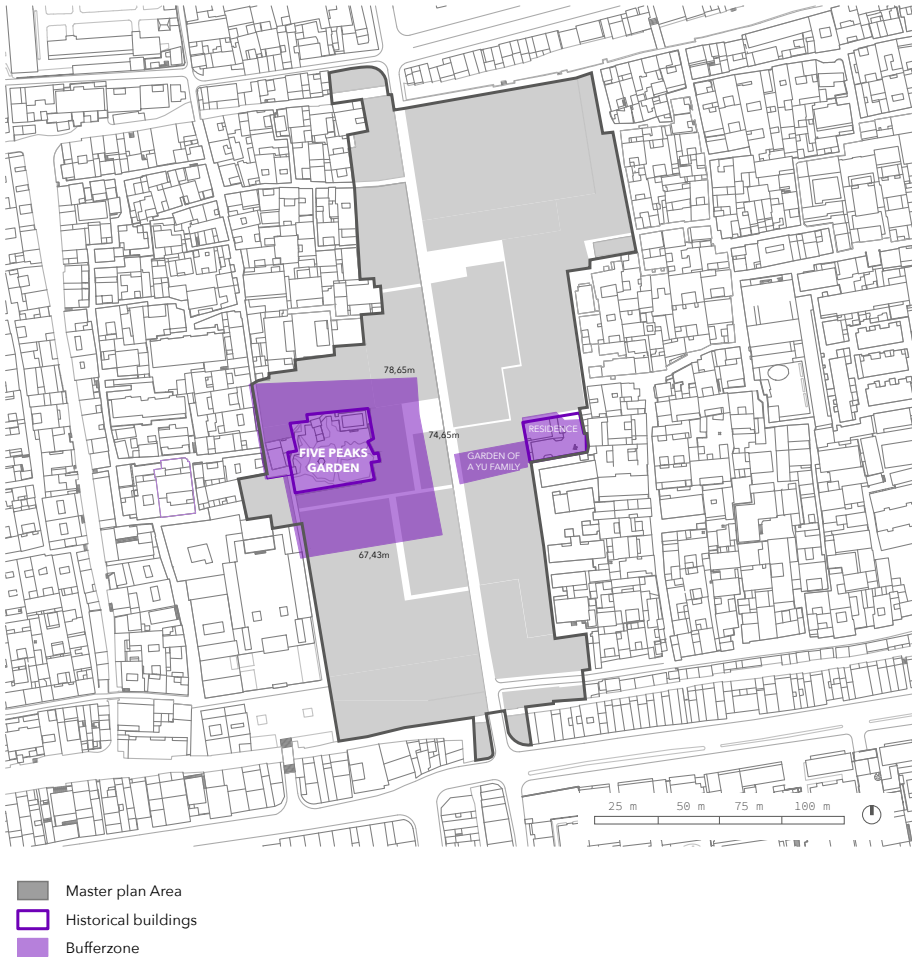 78,65m
RESIDENCE
74,65m
FIVE PEAKS
GARDEN
GARDEN OF
A YU FAMILY
67,43m
25 m 50 m 75 m 100 m
Master plan Area
Historical buildings
Bufferzone